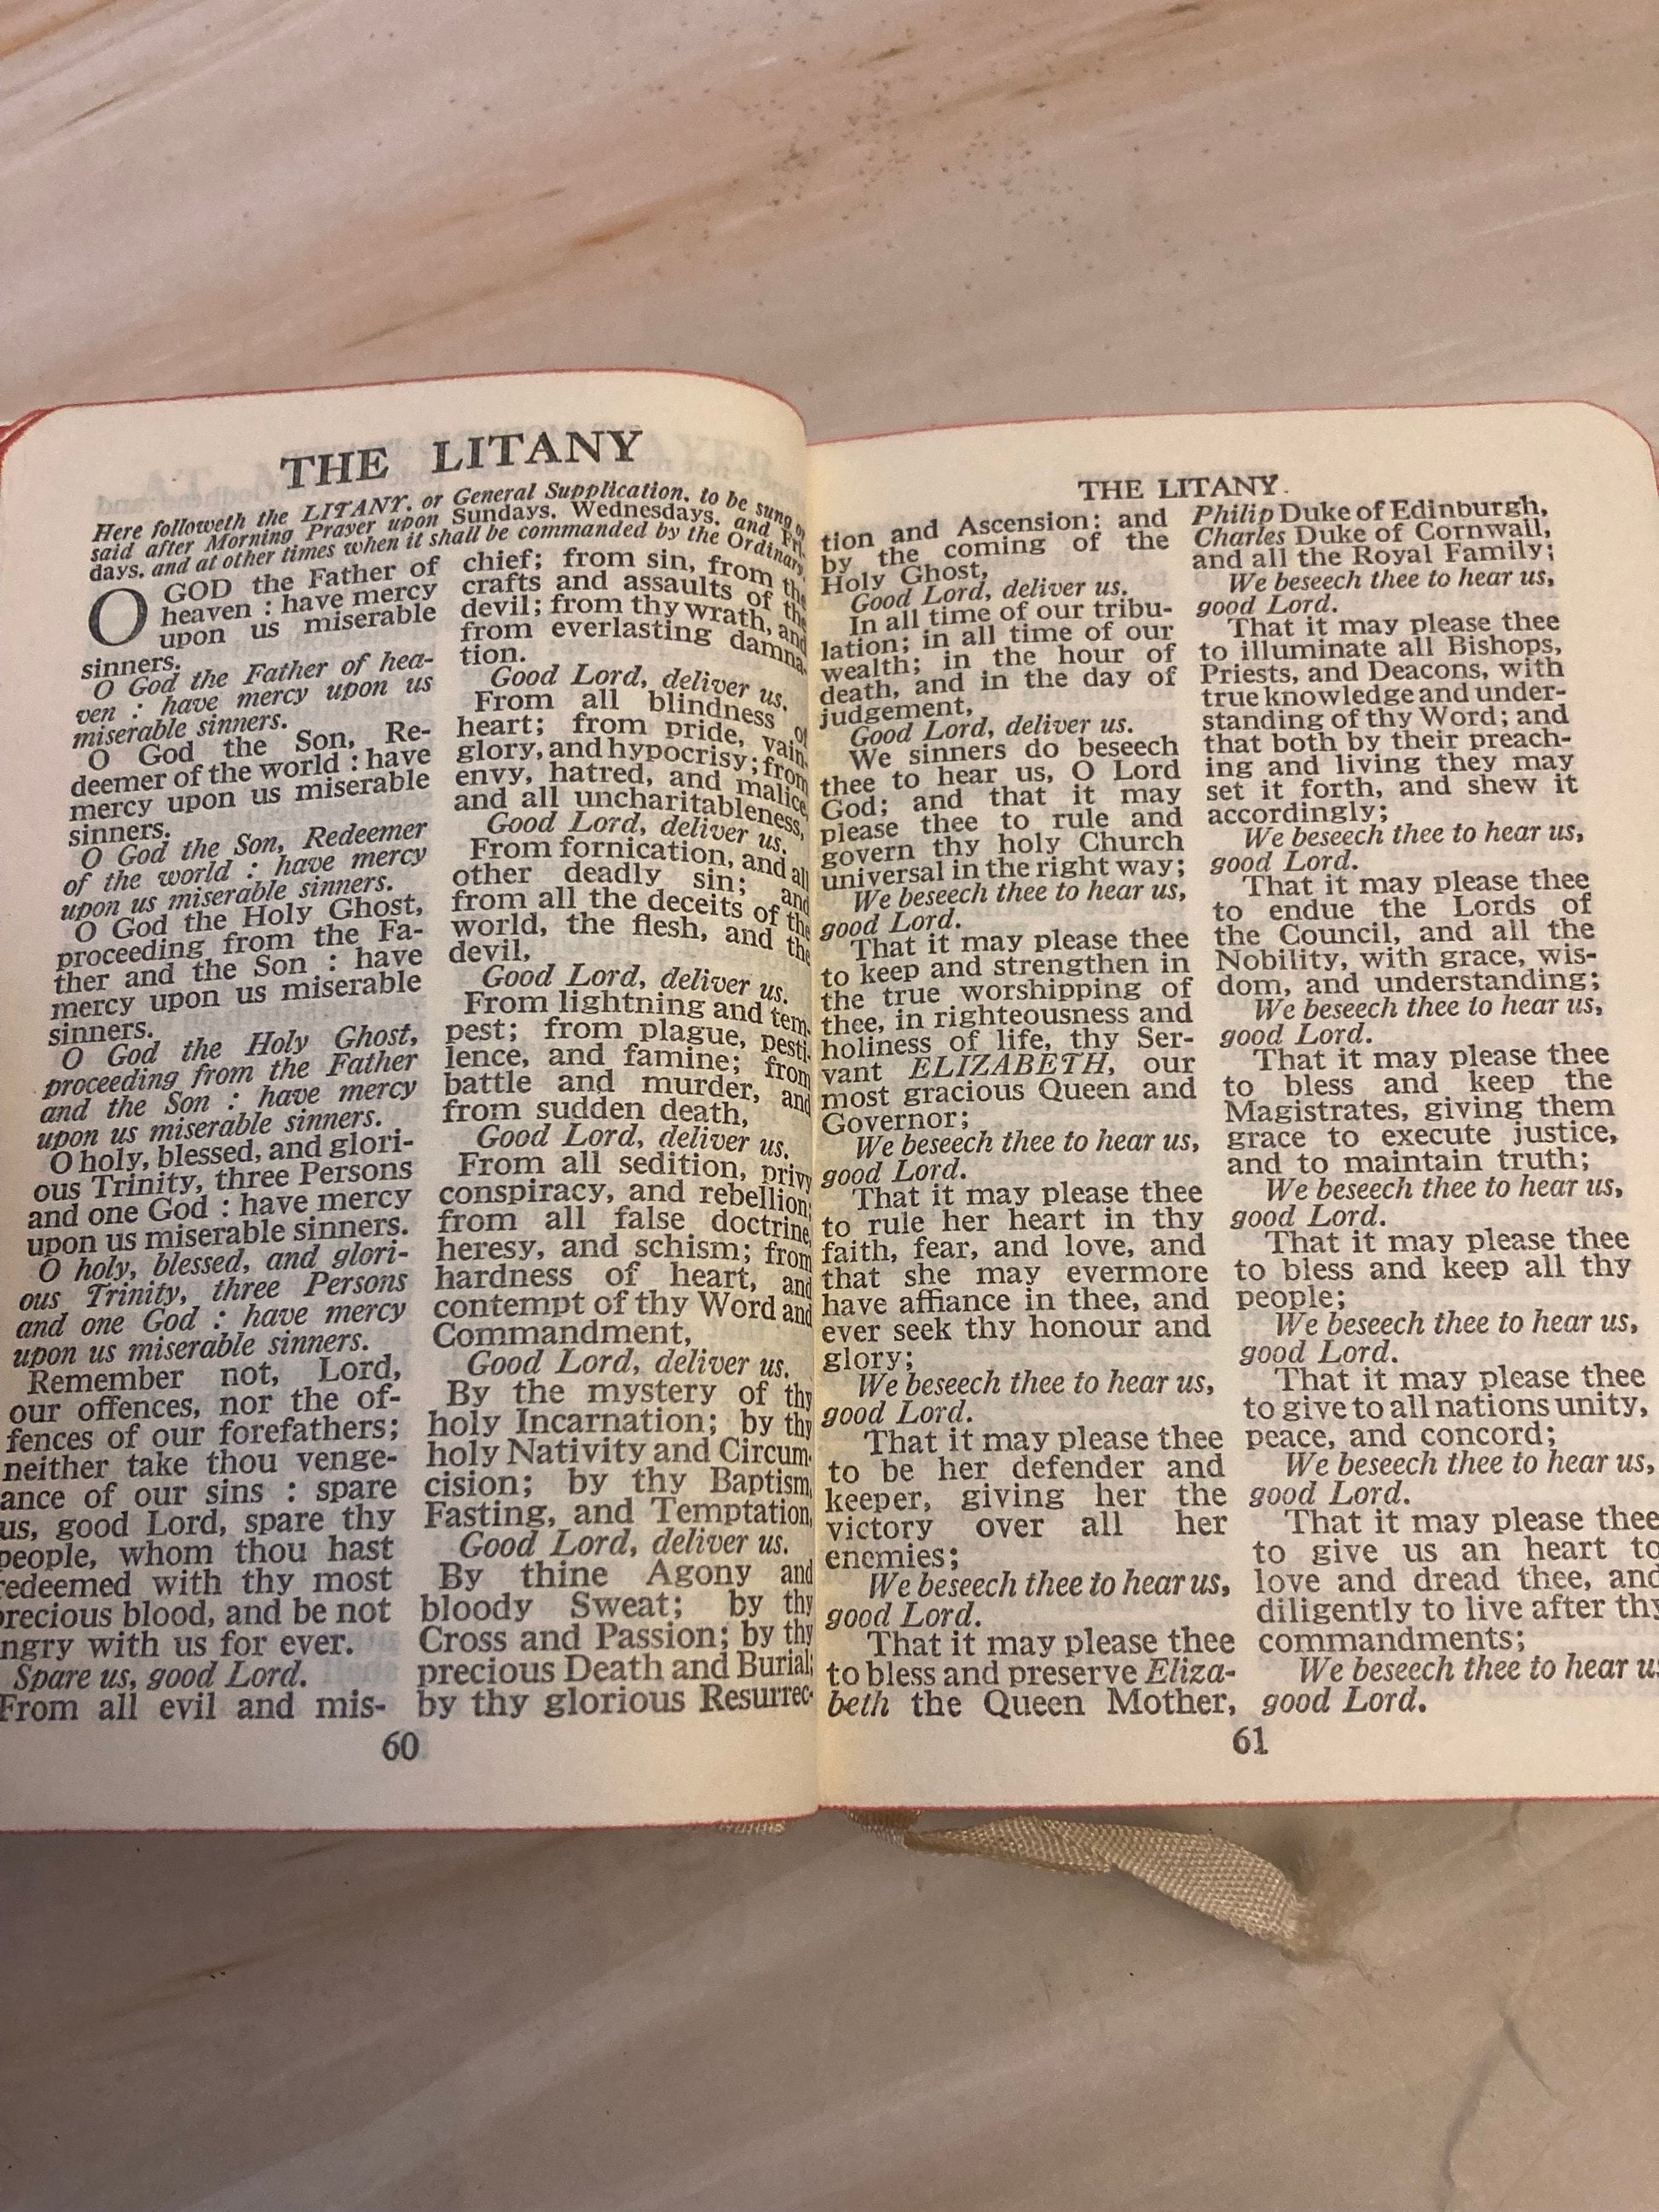 THE LITANY
Here followeth the LITANY, or General Supplication, to be sung or
said after Morning Prayer upon Sundays, Wednesdays, and Fri-
days, and at other times when it shall be commanded by the Ordinary.
O GOD the Father of
heaven : have mercy
upon us miserable
sinners.
O God the Father of hea-
ven : have mercy upon us
miserable sinners.
O God the Son, Re-
deemer of the world : have
mercy upon us miserable
sinners.
O God the Son, Redeemer
of the world : have mercy
upon us miserable sinners.
O God the Holy Ghost,
proceeding from the Fa-
ther and the Son : have
mercy upon us miserable
sinners.
O God the Holy Ghost,
proceeding from the Father
and the Son : have mercy
upon us miserable sinners.
O holy, blessed, and glori-
ous Trinity, three Persons
and one God : have mercy
upon us miserable sinners.
O holy, blessed, and glori-
ous Trinity, three Persons
and one God : have mercy
upon us miserable sinners.
Remember not, Lord,
our offences, nor the of-
fences of our forefathers;
neither take thou venge-
ance of our sins : spare
us, good Lord, spare thy
people, whom thou hast
redeemed with thy most
precious blood, and be not
ngry with us for ever.
Spare us, good Lord.
From all evil and mis-
chief; from sin, from the
crafts and assaults of the
devil; from thy wrath, and
from everlasting damna-
tion.
Good Lord, deliver us.
From all blindness of
heart; from pride, vain-
glory, and hypocrisy; from
envy, hatred, and malice,
and all uncharitableness,
Good Lord, deliver us.
From fornication, and all
other deadly sin; and
from all the deceits of the
world, the flesh, and the
devil,
Good Lord, deliver us.
From lightning and tem-
pest; from plague, pesti-
lence, and famine; from
battle and murder, and
from sudden death,
Good Lord, deliver us.
From all sedition, privy
conspiracy, and rebellion;
from all false doctrine,
heresy, and schism; from
hardness of heart, and
contempt of thy Word and
Commandment,
Good Lord, deliver us.
By the mystery of thy
holy Incarnation; by thy
holy Nativity and Circum-
cision; by thy Baptism,
Fasting, and Temptation,
Good Lord, deliver us.
By thine Agony and
bloody Sweat; by thy
Cross and Passion; by thy
precious Death and Burial;
by thy glorious Resurrec-
60
THE LITANY.
tion and Ascension: and
by the coming of the
Holy Ghost,
Good Lord, deliver us.
In all time of our tribu-
lation; in all time of our
wealth; in the hour of
death, and in the day of
judgement,
Good Lord, deliver us.
We sinners do beseech
thee to hear us, O Lord
God; and that it may
please thee to rule and
govern thy holy Church
universal in the right way;
We beseech thee to hear us,
good Lord.
That it may please thee
to keep and strengthen in
the true worshipping of
thee, in righteousness and
holiness of life, thy Ser-
vant ELIZABETH, our
most gracious Queen and
Governor;
We beseech thee to hear us,
good Lord.
That it may please thee
to rule her heart in thy
faith, fear, and love, and
that she may evermore
have affiance in thee, and
ever seek thy honour and
glory;
We beseech thee to hear us,
good Lord.
That it may please thee
to be her defender and
keeper, giving her the
victory over all her
enemies;
We beseech thee to hear us,
good Lord.
That it may please thee
to bless and preserve Eliza-
beth the Queen Mother,
Philip Duke of Edinburgh,
Charles Duke of Cornwall,
and all the Royal Family;
We beseech thee to hear us,
good Lord.
That it may please thee
to illuminate all Bishops,
Priests, and Deacons, with
true knowledge and under-
standing of thy Word; and
that both by their preach-
ing and living they may
set it forth, and shew it
accordingly;
We beseech thee to hear us,
good Lord.
That it may please thee
to endue the Lords of
the Council, and all the
Nobility, with grace, wis-
dom, and understanding;
We beseech thee to hear us,
good Lord.
That it may please thee
to bless and keep the
Magistrates, giving them
grace to execute justice,
and to maintain truth;
We beseech thee to hear us,
good Lord.
That it may please thee
to bless and keep all thy
people;
We beseech thee to hear us,
good Lord.
That it may please thee
to give to all nations unity,
peace, and concord;
We beseech thee to hear us,
good Lord.
That it may please thee
to give us an heart to
love and dread thee, and
diligently to live after thy
commandments;
We beseech thee to hear us
good Lord.
61